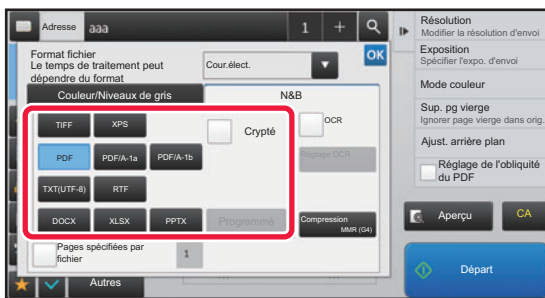 Adresse
aaa
1
Format fichier
Le temps de traitement peut
dépendre du format
Cour.élect.
OK
Couleur/Niveaux de gris
N&B
TIFF
XPS
Crypté
OCR
PDF
PDF/A-1a
PDF/A-1b
Réglage OCR
TXT(UTF-8)
RTF
DOCX
XLSX
PPTX
Programmé
Compression
MMR (G4)
Pages spécifiées par
fichier
1
Autres
Résolution
Modifier la résolution d'envoi
Exposition
Spécifier l'expo. d'envoi
Mode couleur
Sup. pg vierge
Ignorer page vierge dans orig.
Ajust. arrière plan
Réglage de l'obliquité
du PDF
Aperçu
CA
Départ